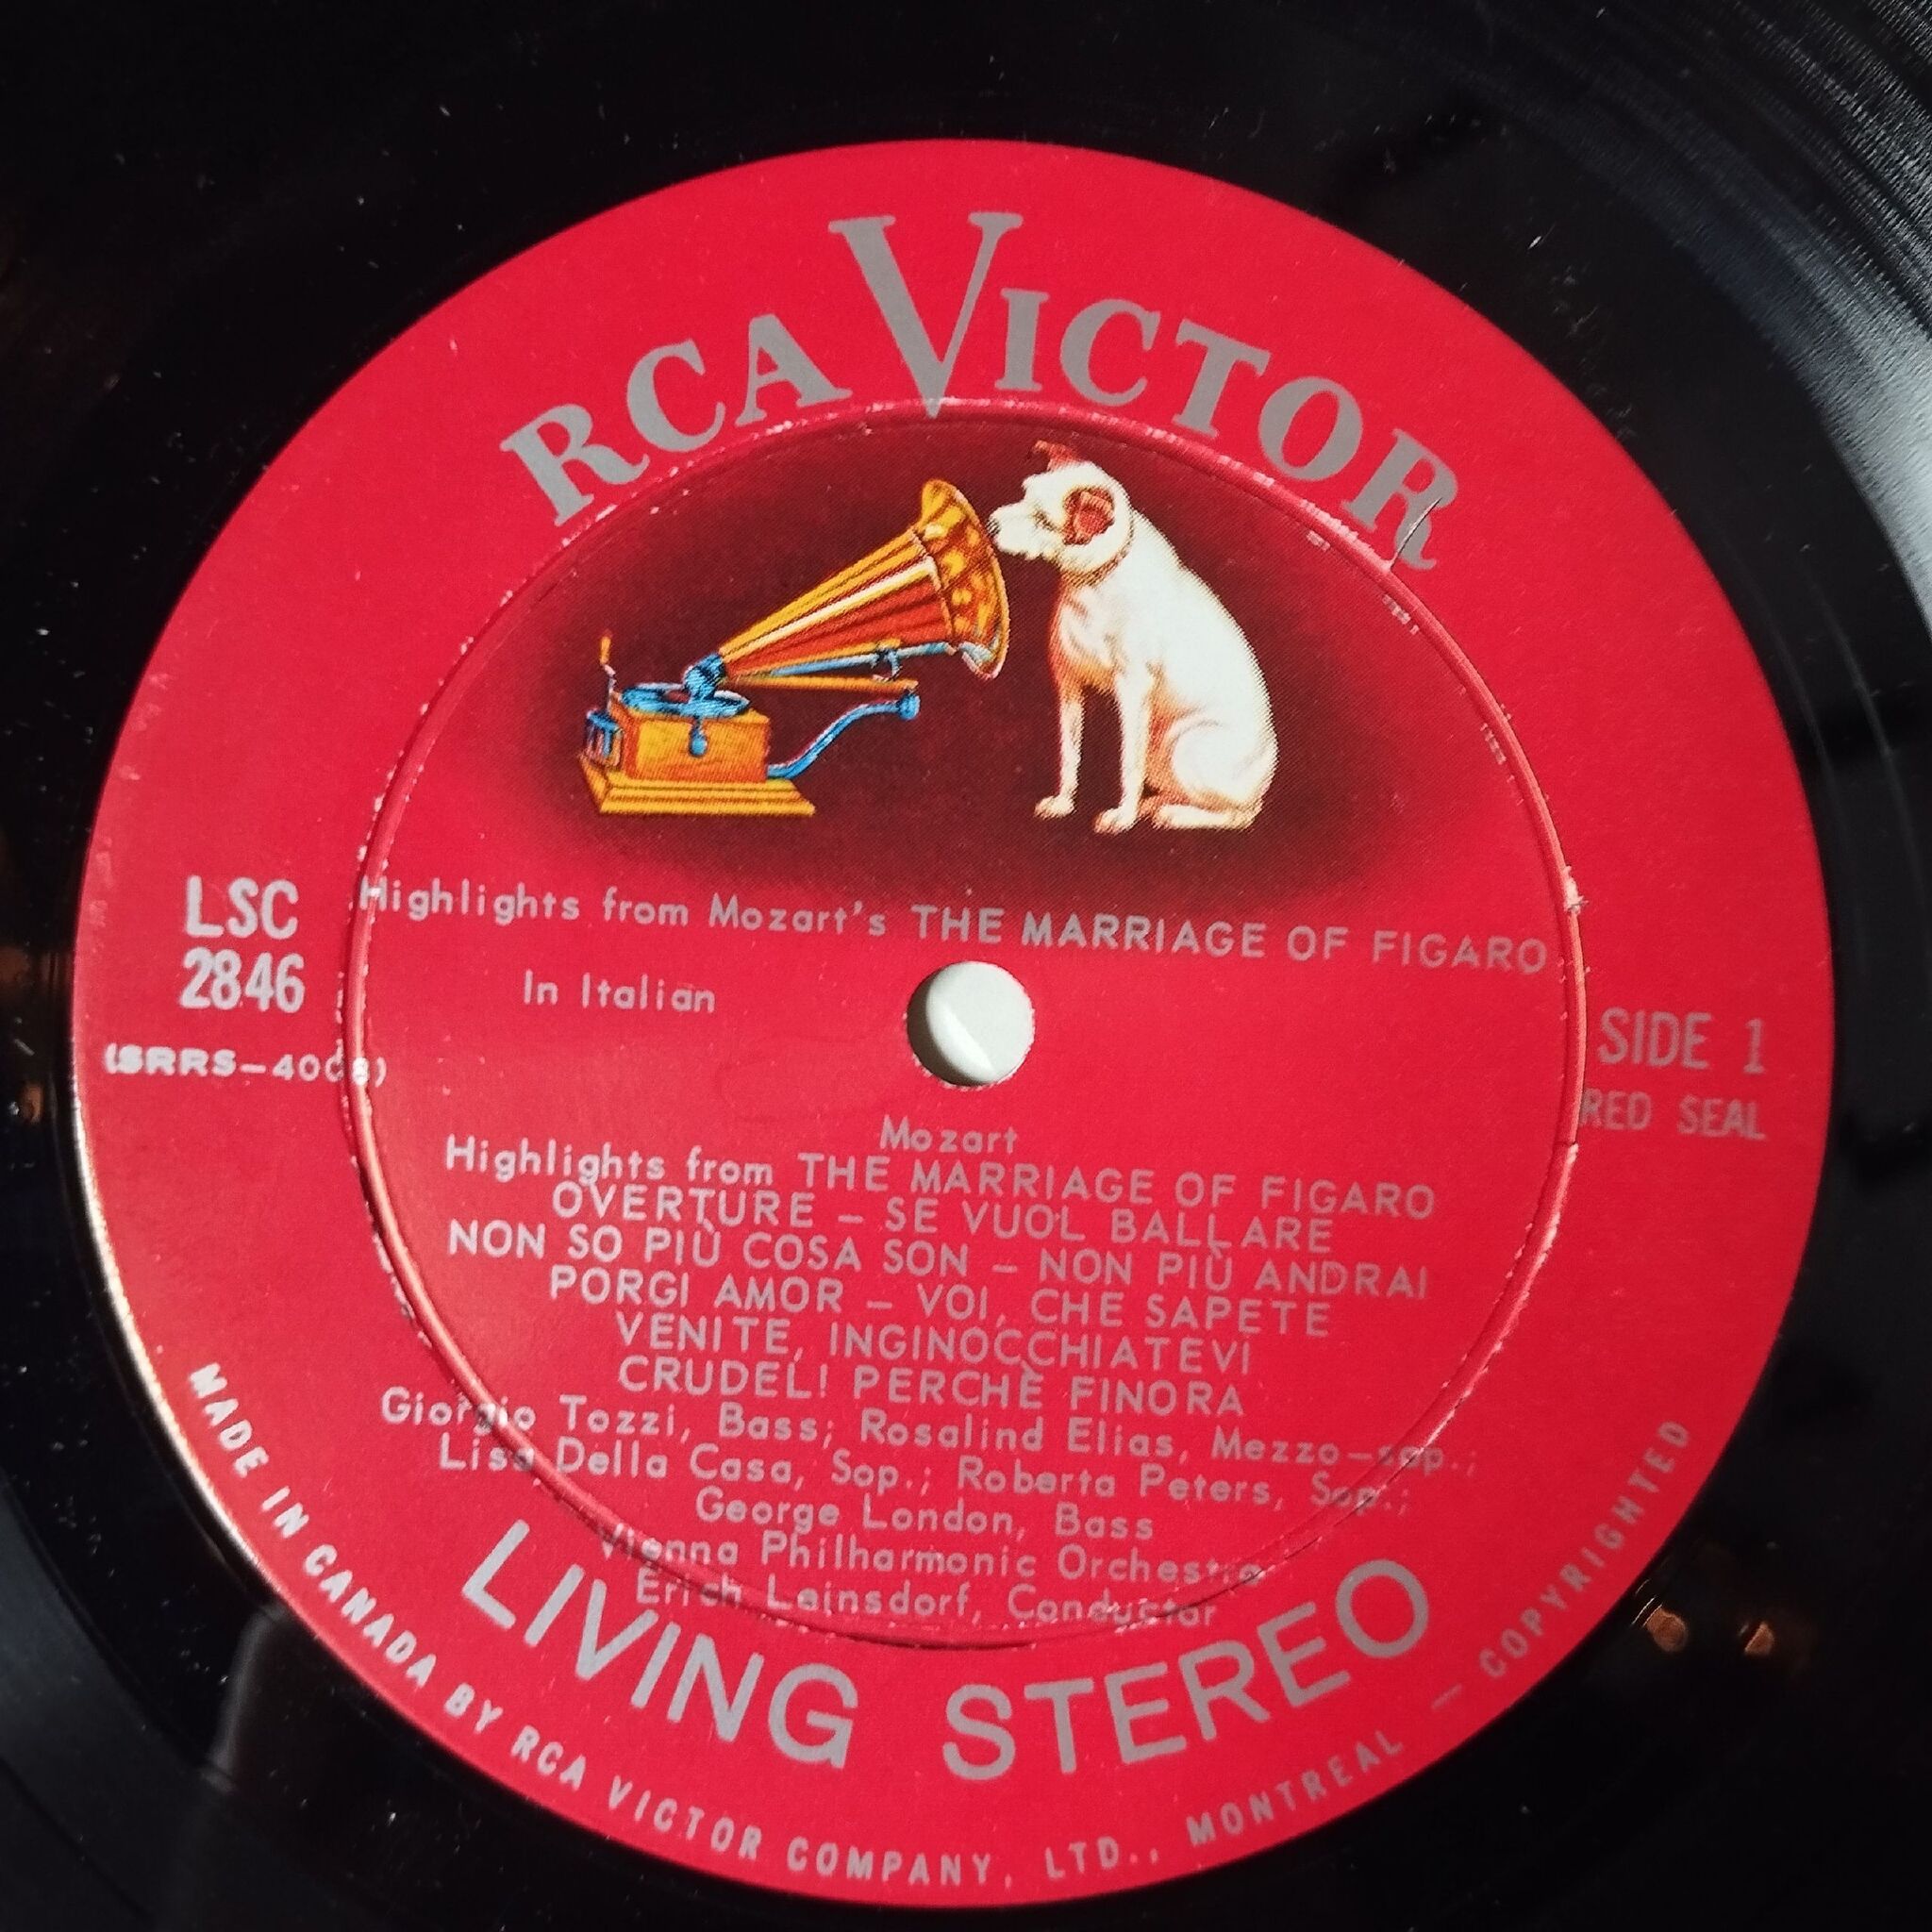 RCA VICTOR
LSC
2846
Highlights from Mozart's THE MARRIAGE OF FIGARO
In Italian
SIDE 1
RED SEAL
Mozart
Highlights from THE MARRIAGE OF FIGARO
OVERTURE – SE VUOL BALLARE
NON SO PIÙ COSA SON – NON PIÙ ANDRAI
PORGI AMOR – VOI, CHE SAPETE
VENITE, INGINOCCHIATEVI
CRUDEL! PERCHÈ FINORA
Giorgio Tozzi, Bass; Rosalind Elias, Mezzo-sop.;
Lisa Della Casa, Sop.; Roberta Peters, Sop.;
George London, Bass
Vienna Philharmonic Orchestra
Erich Leinsdorf, Conductor
LIVING STEREO
MADE IN CANADA BY RCA VICTOR COMPANY, LTD., MONTREAL — COPYRIGHTED